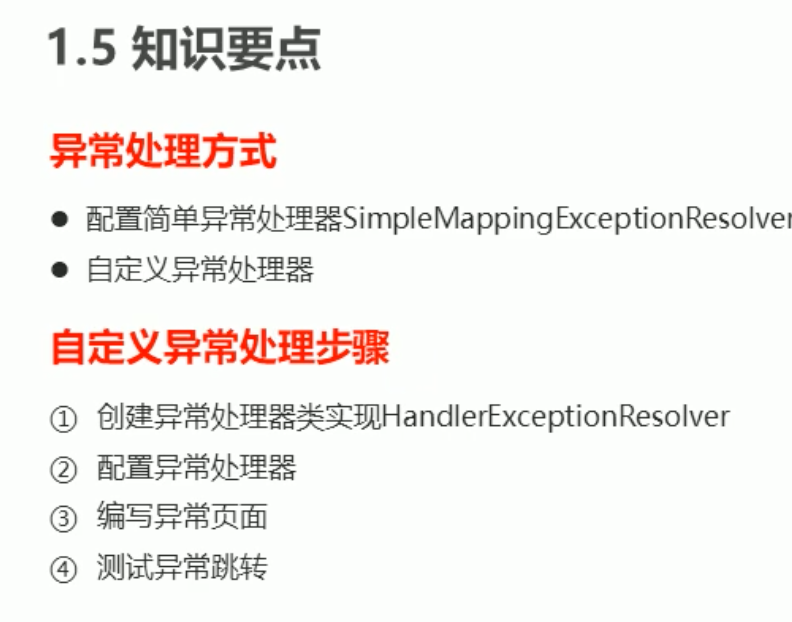 1.5 知识要点
异常处理方式
● 配置简单异常处理器SimpleMappingExceptionResolver
● 自定义异常处理器
自定义异常处理步骤
① 创建异常处理器类实现HandlerExceptionResolver
② 配置异常处理器
③ 编写异常页面
④ 测试异常跳转